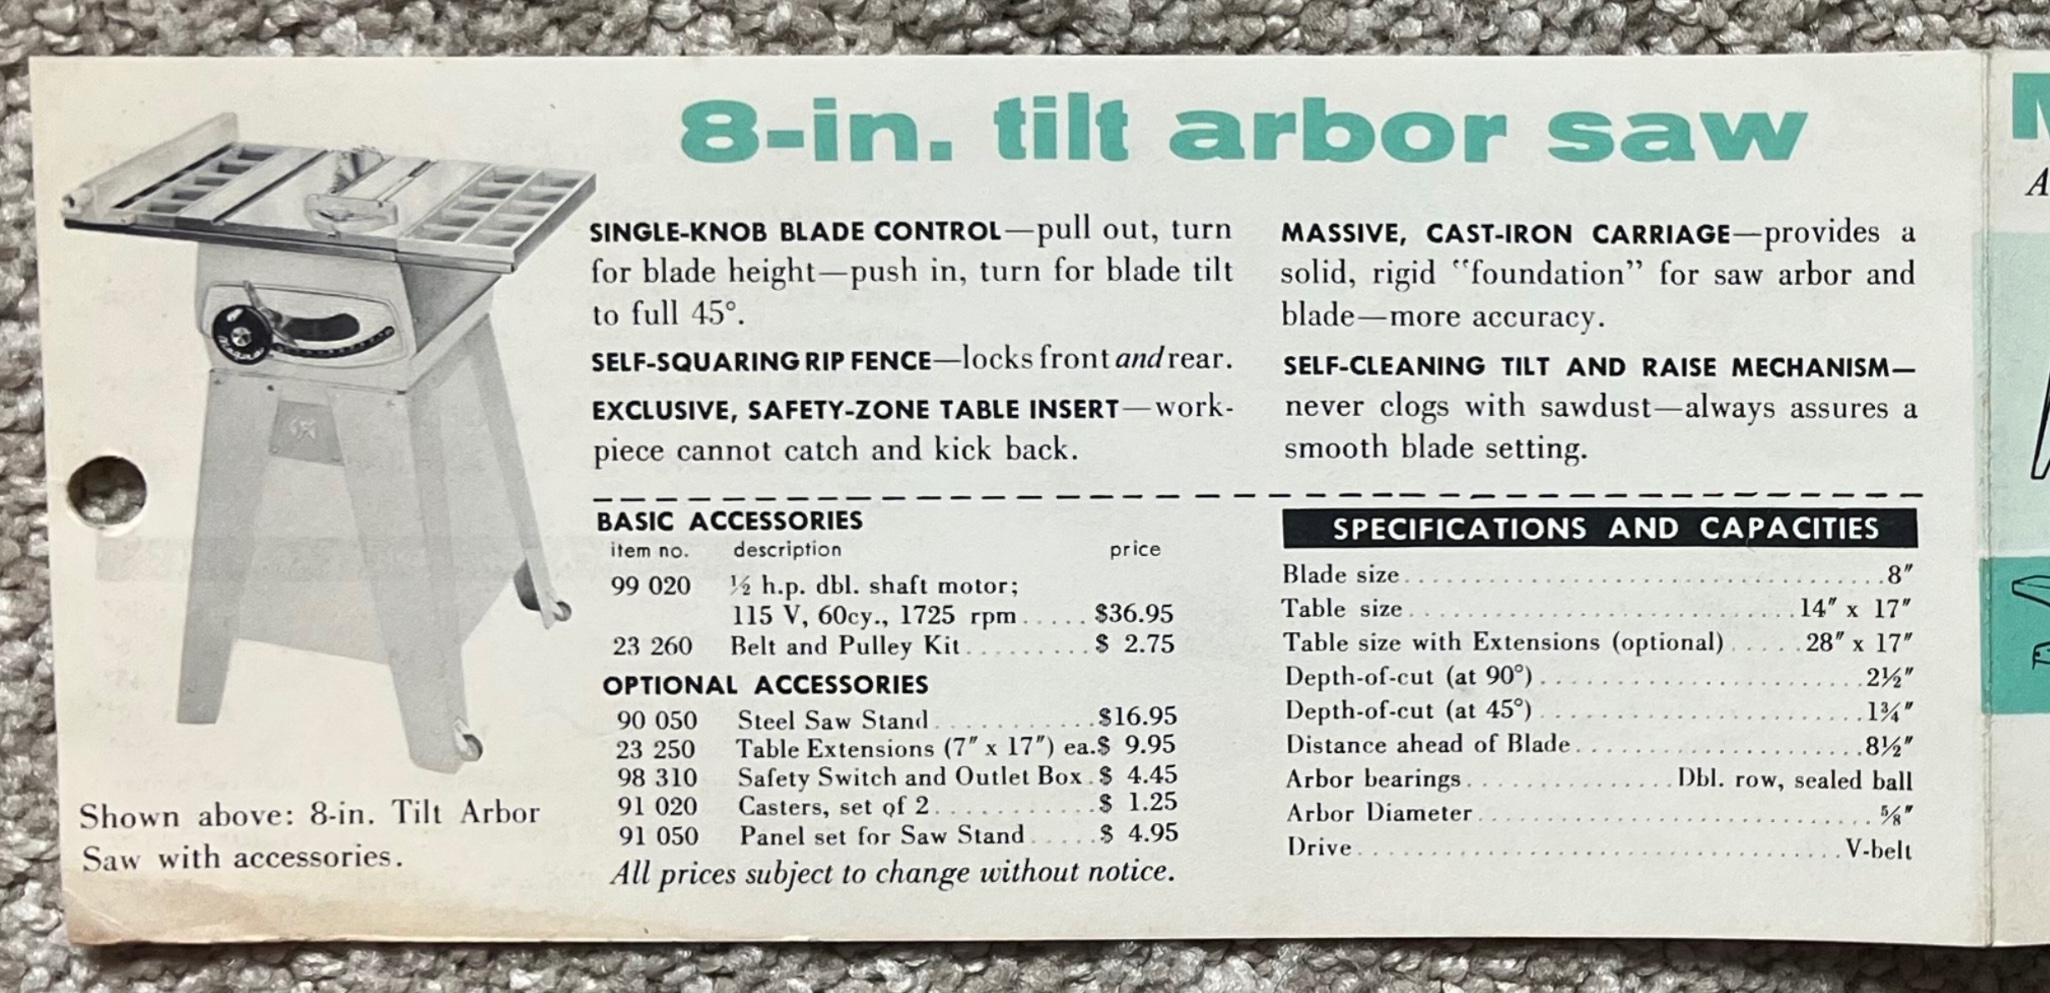 8-in. tilt arbor saw
SINGLE-KNOB BLADE CONTROL—pull out, turn
for blade height—push in, turn for blade tilt
to full 45°.
SELF-SQUARING RIP FENCE—locks front and rear.
EXCLUSIVE, SAFETY-ZONE TABLE INSERT—work-
piece cannot catch and kick back.
MASSIVE, CAST-IRON CARRIAGE—provides a
solid, rigid “foundation” for saw arbor and
blade—more accuracy.
SELF-CLEANING TILT AND RAISE MECHANISM—
never clogs with sawdust—always assures a
smooth blade setting.
BASIC ACCESSORIES
item no. description price
99 020 ½ h.p. dbl. shaft motor;
115 V, 60cy., 1725 rpm ..... $36.95
23 260 Belt and Pulley Kit ......... $ 2.75
OPTIONAL ACCESSORIES
90 050 Steel Saw Stand ........... $16.95
23 250 Table Extensions (7″ x 17″) ea.$ 9.95
98 310 Safety Switch and Outlet Box . $ 4.45
91 020 Casters, set of 2 ........... $ 1.25
91 050 Panel set for Saw Stand ..... $ 4.95
All prices subject to change without notice.
SPECIFICATIONS AND CAPACITIES
Blade size ........ 8″
Table size ........ 14″ x 17″
Table size with Extensions (optional) ..... 28″ x 17″
Depth-of-cut (at 90°) ........ 2½″
Depth-of-cut (at 45°) ........ 1¾″
Distance ahead of Blade ........ 8½″
Arbor bearings ........ Dbl. row, sealed ball
Arbor Diameter ........ ⅝″
Drive ........ V-belt
Shown above: 8-in. Tilt Arbor
Saw with accessories.